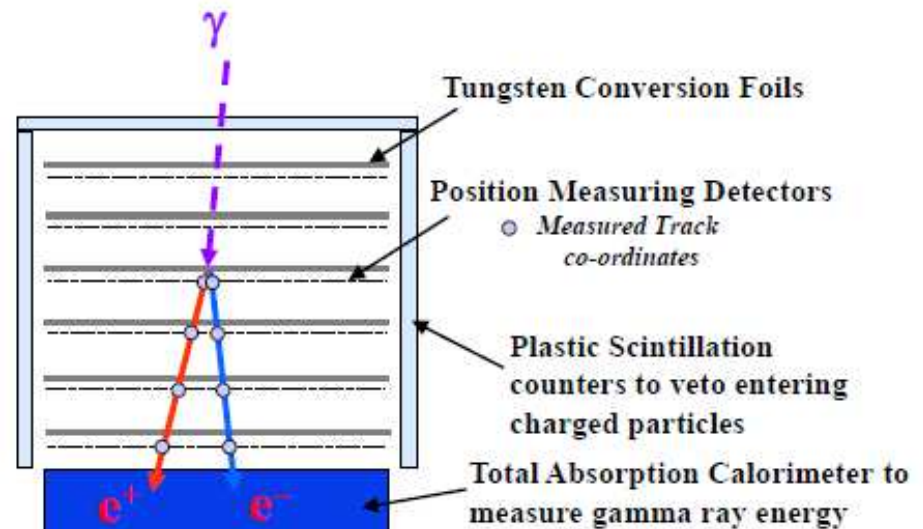 γ
Tungsten Conversion Foils
Position Measuring Detectors
Measured Track
co-ordinates
Plastic Scintillation
counters to veto entering
charged particles
Total Absorption Calorimeter to
measure gamma ray energy
e⁺ e⁻